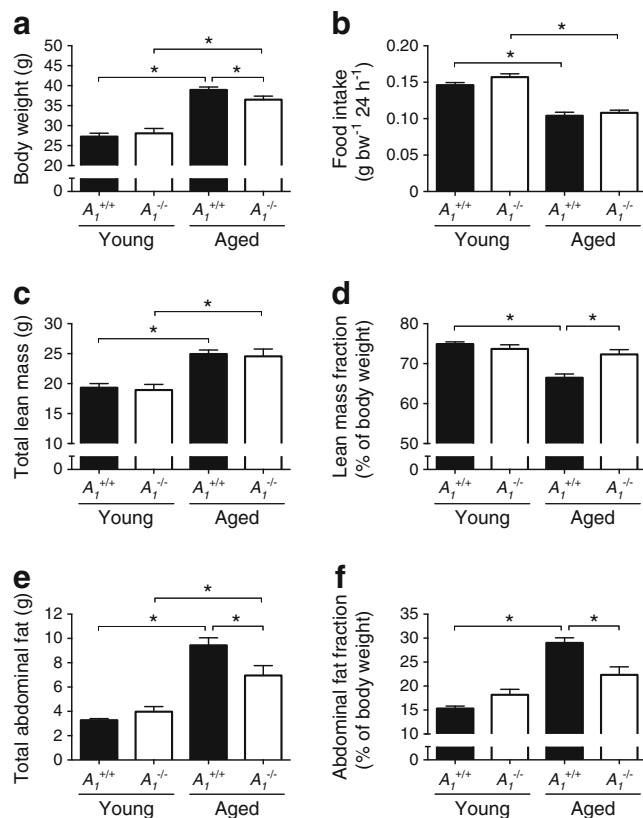 a
Body weight (g)
50
45
40
35
30
25
20
0
*
*
*
A₁⁺/⁺ A₁⁻/⁻ A₁⁺/⁺ A₁⁻/⁻
Young Aged
b
Food intake
(g bw⁻¹ 24 h⁻¹)
0.20
0.15
0.10
0.05
0
*
*
A₁⁺/⁺ A₁⁻/⁻ A₁⁺/⁺ A₁⁻/⁻
Young Aged
c
Total lean mass (g)
30
25
20
15
10
0
*
*
A₁⁺/⁺ A₁⁻/⁻ A₁⁺/⁺ A₁⁻/⁻
Young Aged
d
Lean mass fraction
(% of body weight)
80
70
60
50
0
*
*
A₁⁺/⁺ A₁⁻/⁻ A₁⁺/⁺ A₁⁻/⁻
Young Aged
e
Total abdominal fat (g)
12
10
8
6
4
2
0
*
*
*
A₁⁺/⁺ A₁⁻/⁻ A₁⁺/⁺ A₁⁻/⁻
Young Aged
f
Abdominal fat fraction
(% of body weight)
35
30
25
20
15
10
0
*
*
A₁⁺/⁺ A₁⁻/⁻ A₁⁺/⁺ A₁⁻/⁻
Young Aged